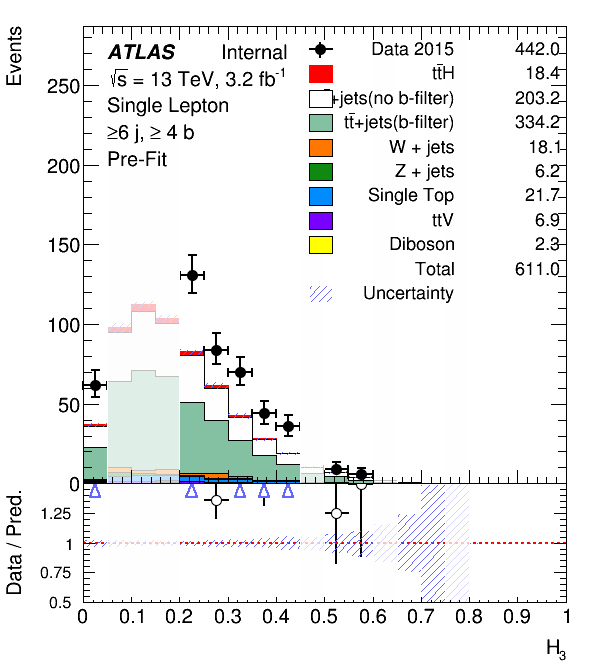 Events
ATLAS Internal
√s = 13 TeV, 3.2 fb⁻¹
Single Lepton
≥6 j, ≥ 4 b
Pre-Fit
Data 2015 442.0
tt̄H 18.4
+jets(no b-filter) 203.2
tt̄+jets(b-filter) 334.2
W + jets 18.1
Z + jets 6.2
Single Top 21.7
ttV 6.9
Diboson 2.3
Total 611.0
Uncertainty
250
200
150
100
50
0
Data / Pred.
1.25
1
0.75
0.5
0 0.1 0.2 0.3 0.4 0.5 0.6 0.7 0.8 0.9 1
H₃